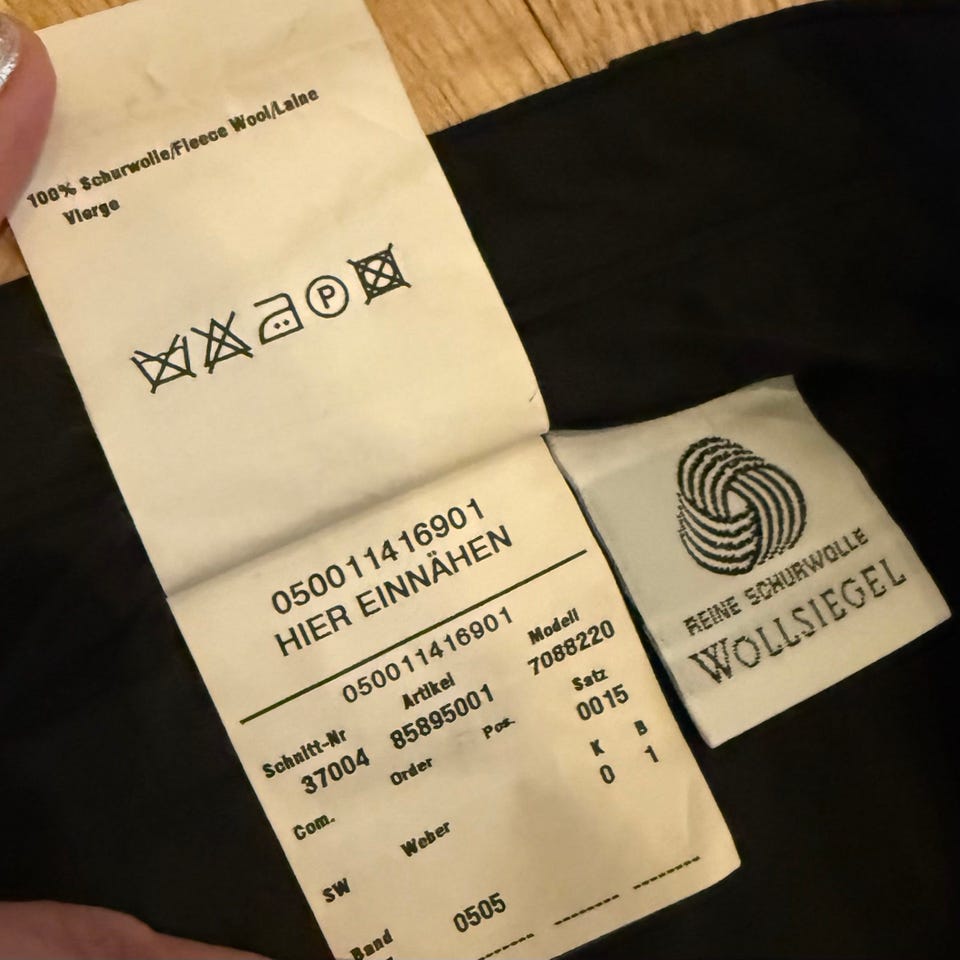 100% Schurwolle/Fleece Wool/Laine
Vierge
P
050011416901
HIER EINNÄHEN
050011416901
Schnitt-Nr Artikel Modell
37004 85895001 7088220
Order Pos. Satz
0015
Com. K B
0 1
Weber
SW
Band 0505
REINE SCHURWOLLE
WOLLSIEGEL